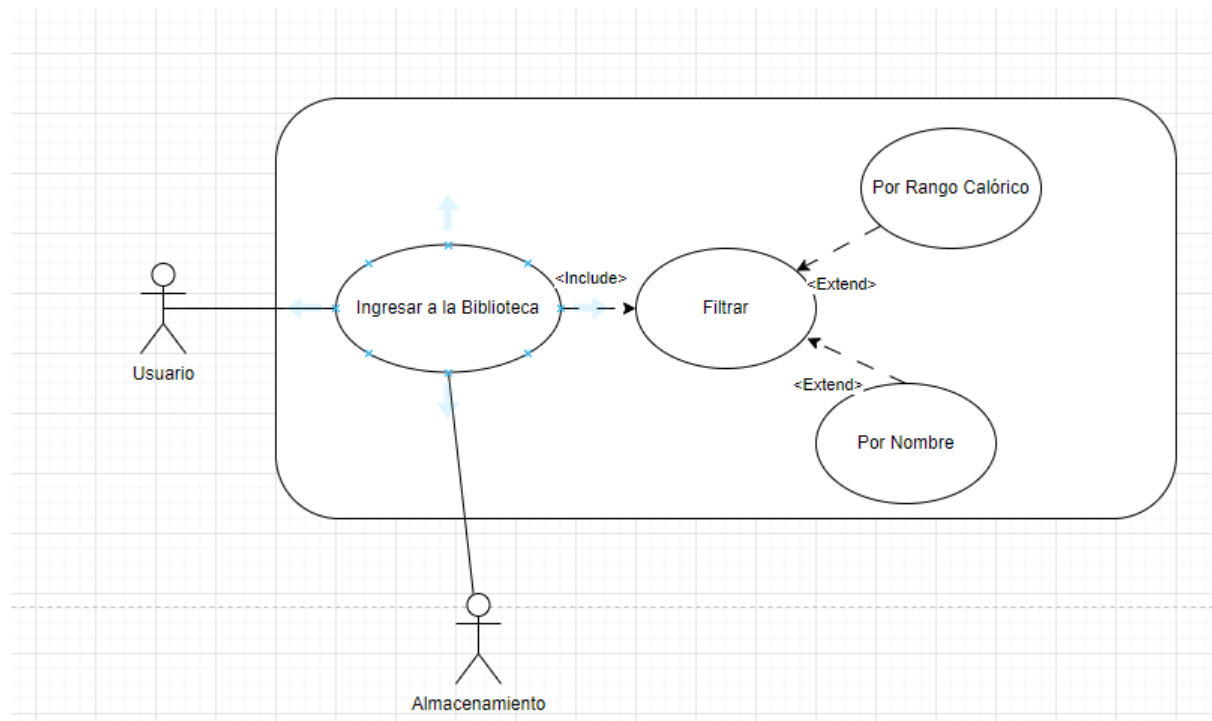 Por Rango Calórico
<Include>
Ingresar a la Biblioteca
Filtrar
<Extend>
Usuario
<Extend>
Por Nombre
Almacenamiento